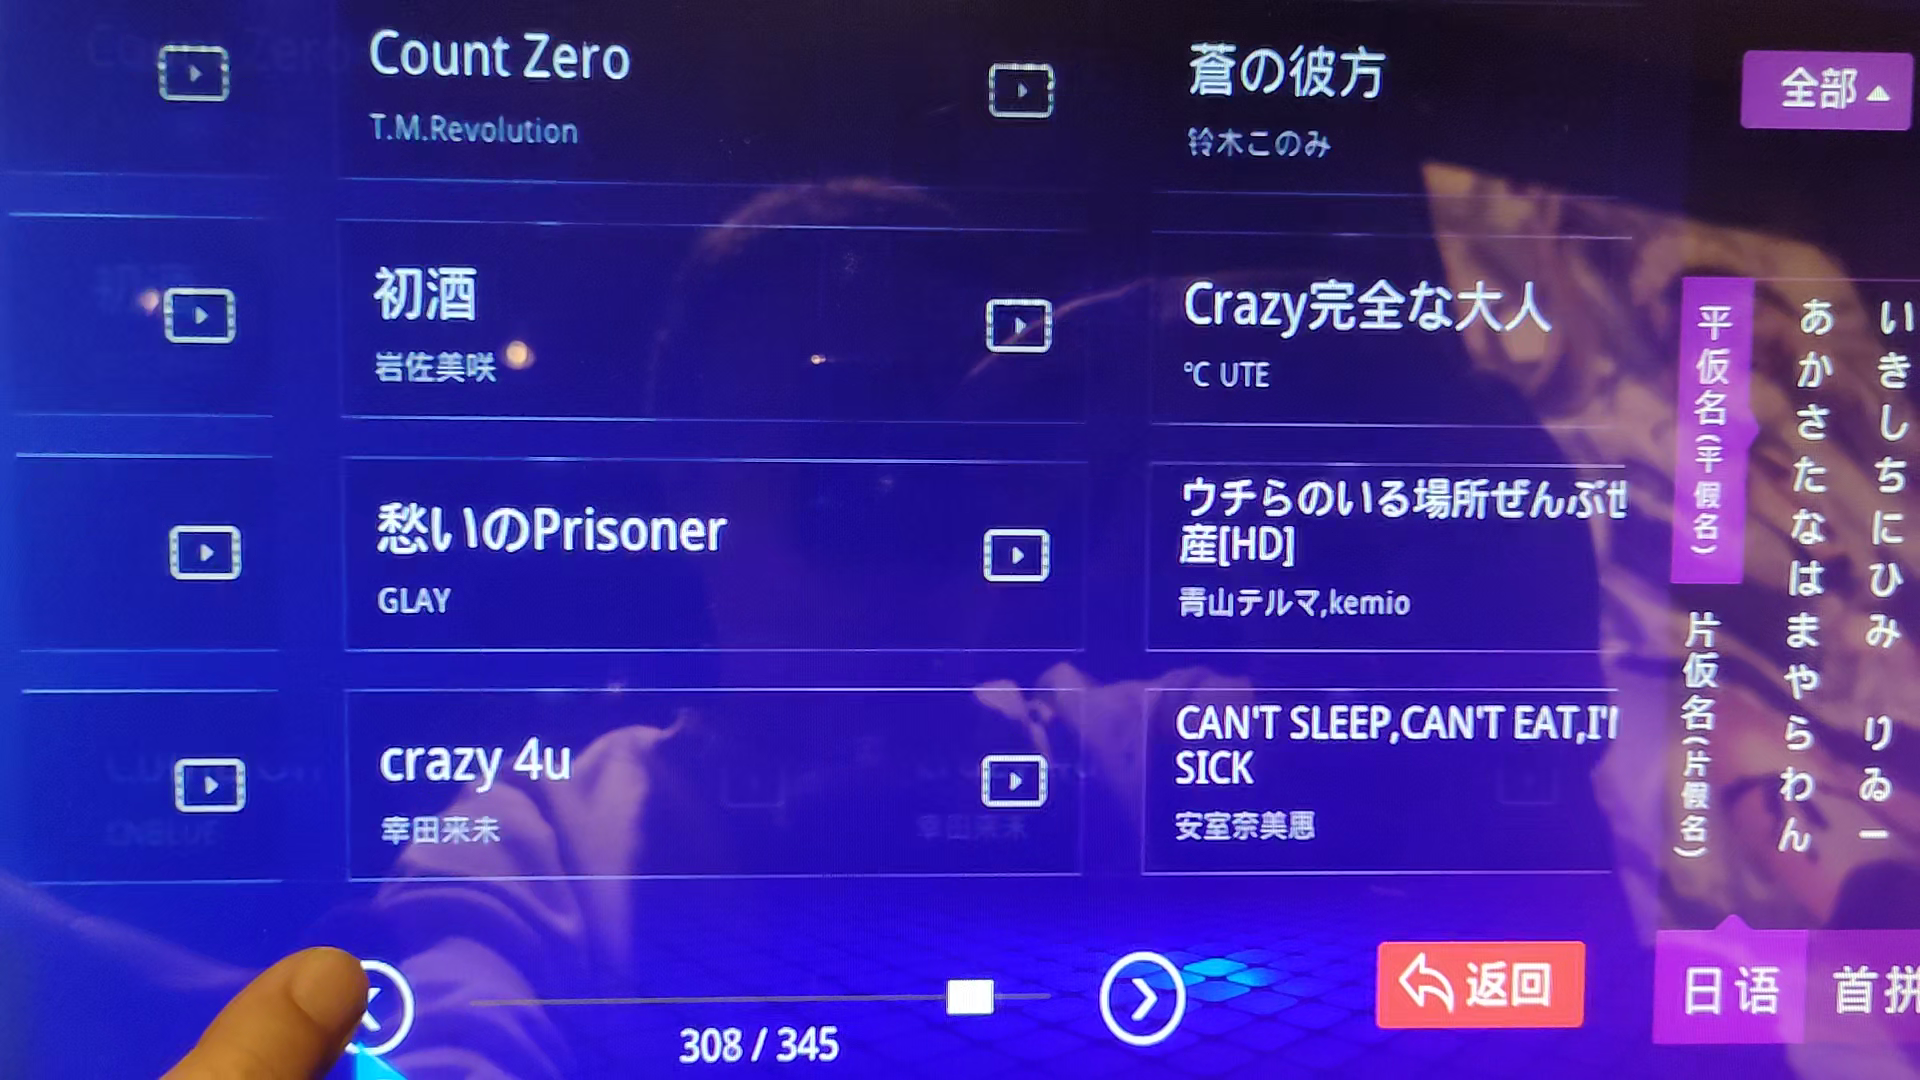 Count Zero
T.M.Revolution
蒼の彼方
铃木このみ
全部
初酒
岩佐美咲
Crazy完全な大人
℃ UTE
愁いのPrisoner
GLAY
ウチらのいる場所ぜんぶせ
産[HD]
青山テルマ,kemio
crazy 4u
幸田来未
CAN'T SLEEP,CAN'T EAT,I'M
SICK
安室奈美恵
平仮名(平假名)
片仮名(片假名)
あかさたなはまやらわん
いきしちにひみ りゐー
308 / 345
返回
日语
首拼